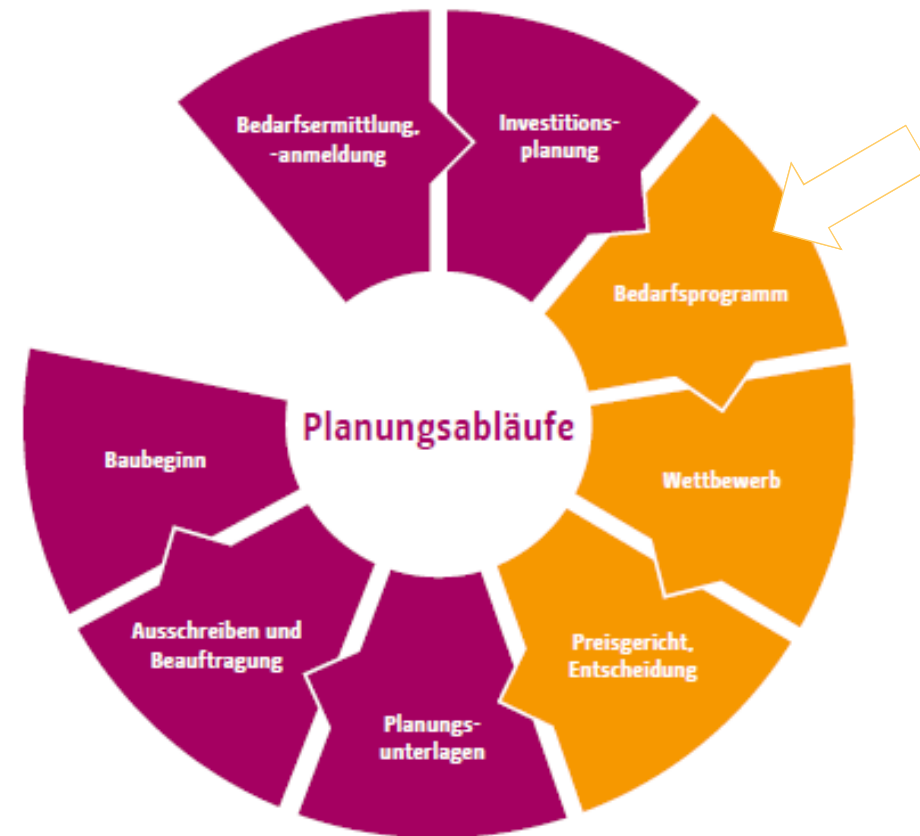 Bedarfsermittlung,
-anmeldung
Investitions-
planung
Bedarfsprogramm
Wettbewerb
Preisgericht,
Entscheidung
Planungs-
unterlagen
Ausschreiben und
Beauftragung
Baubeginn
Planungsabläufe